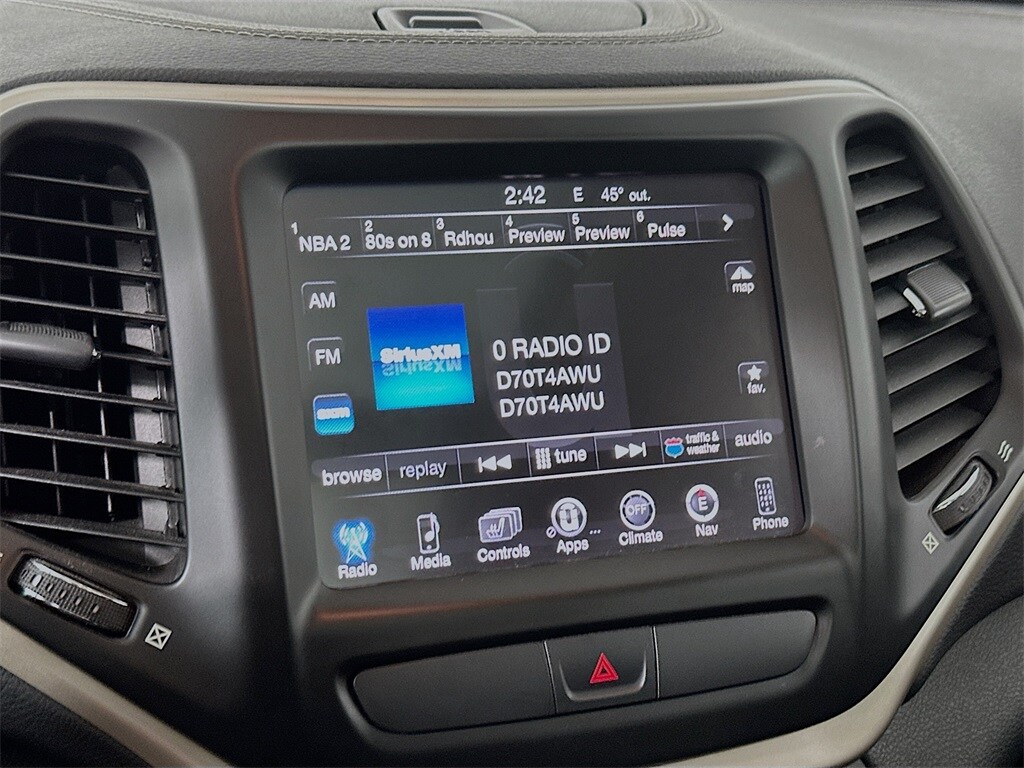 2:42 E 45° out.
1 NBA 2 2 80s on 8 3 Rdhou 4 Preview 5 Preview 6 Pulse
map
AM
SiriusXM
0 RADIO ID
FM
D70T4AWU
fav.
D70T4AWU
SXM
browse replay tune traffic & weather audio
Radio Media Controls Apps ... OFF Climate E Nav Phone